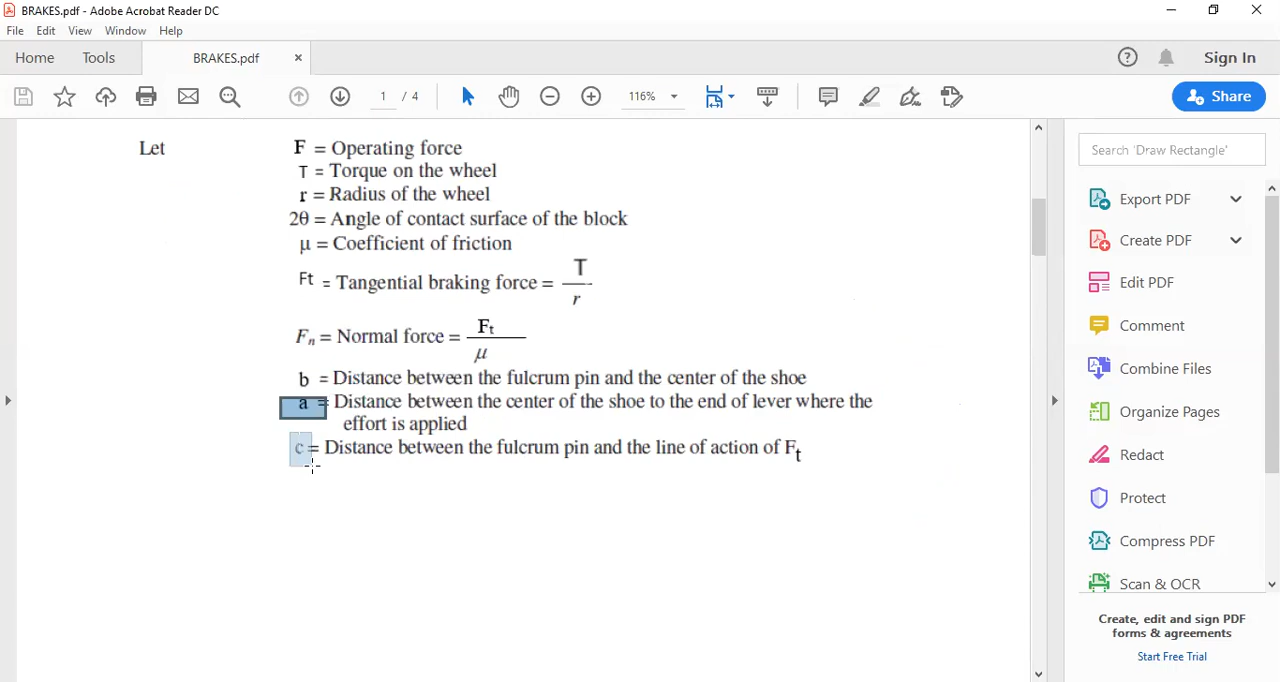 BRAKES.pdf - Adobe Acrobat Reader DC
File Edit View Window Help
Home Tools BRAKES.pdf × Sign In
1 / 4 116% Share
Let F = Operating force
T = Torque on the wheel
r = Radius of the wheel
2θ = Angle of contact surface of the block
μ = Coefficient of friction
Ft = Tangential braking force = T
r
Fn = Normal force = Ft
μ
b = Distance between the fulcrum pin and the center of the shoe
a = Distance between the center of the shoe to the end of lever where the
effort is applied
c = Distance between the fulcrum pin and the line of action of Ft
Search 'Draw Rectangle'
Export PDF
Create PDF
Edit PDF
Comment
Combine Files
Organize Pages
Redact
Protect
Compress PDF
Scan & OCR
Create, edit and sign PDF
forms & agreements
Start Free Trial